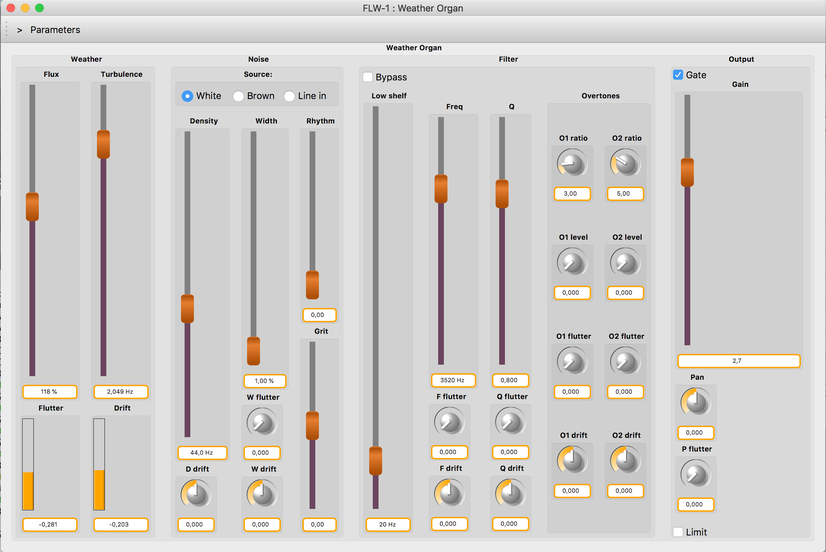 FLW-1 : Weather Organ
> Parameters
Weather Organ
Weather
Flux
Turbulence
118 %
2,049 Hz
Flutter
Drift
-0,281
-0,203
Noise
Source:
White
Brown
Line in
Density
Width
Rhythm
0,00
Grit
1,00 %
W flutter
44,0 Hz
0,000
D drift
W drift
0,000
0,000
0,00
Filter
Bypass
Low shelf
Freq
Q
3520 Hz
0,800
F flutter
Q flutter
0,000
0,000
F drift
Q drift
20 Hz
0,000
0,000
Overtones
O1 ratio
O2 ratio
3,00
5,00
O1 level
O2 level
0,000
0,000
O1 flutter
O2 flutter
0,000
0,000
O1 drift
O2 drift
0,000
0,000
Output
Gate
Gain
2,7
Pan
0,000
P flutter
0,000
Limit